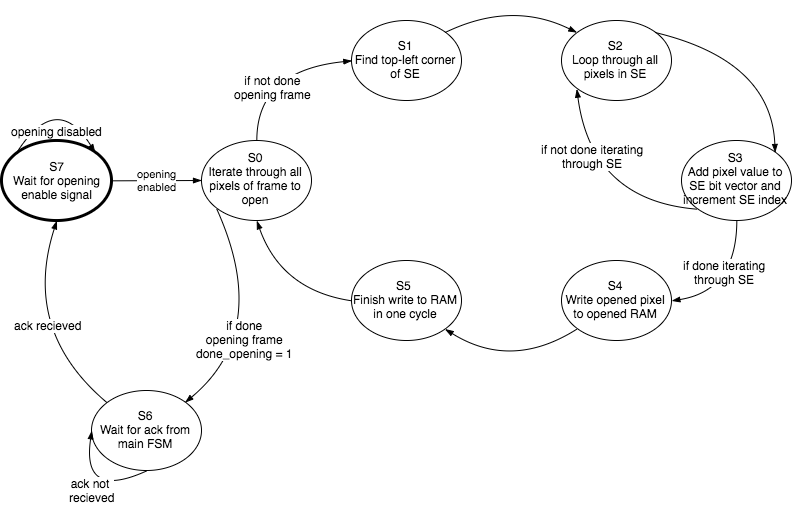 S1
Find top-left corner
of SE
S2
Loop through all
pixels in SE
if not done
opening frame
opening disabled
S7
Wait for opening
enable signal
opening
enabled
S0
Iterate through all
pixels of frame to
open
if not done iterating
through SE
S3
Add pixel value to
SE bit vector and
increment SE index
if done iterating
through SE
S5
Finish write to RAM
in one cycle
S4
Write opened pixel
to opened RAM
ack recieved
if done
opening frame
done_opening = 1
S6
Wait for ack from
main FSM
ack not
recieved